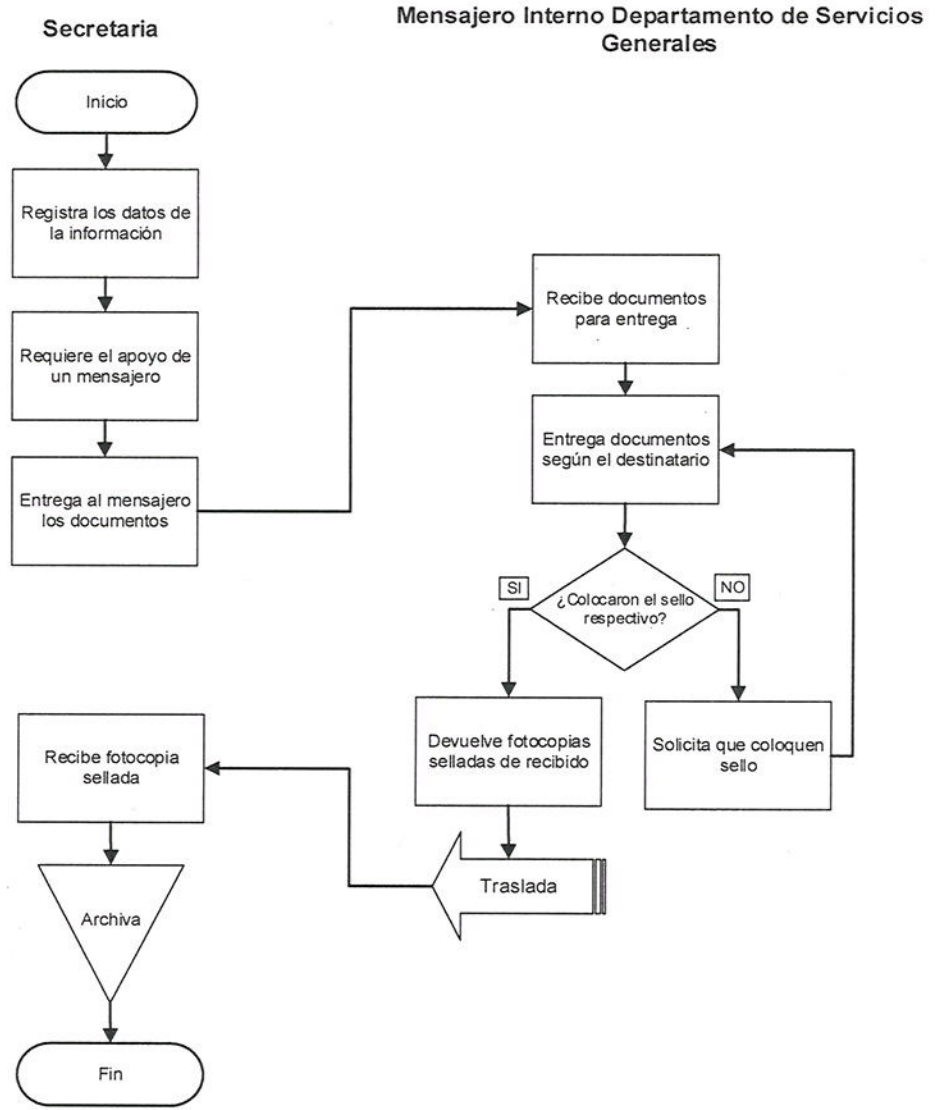 Secretaria
Mensajero Interno Departamento de Servicios
Generales
Inicio
Registra los datos de
la información
Requiere el apoyo de
un mensajero
Entrega al mensajero
los documentos
Recibe documentos
para entrega
Entrega documentos
según el destinatario
¿Colocaron el sello
respectivo?
SI
NO
Devuelve fotocopias
selladas de recibido
Solicita que coloquen
sello
Traslada
Recibe fotocopia
sellada
Archiva
Fin